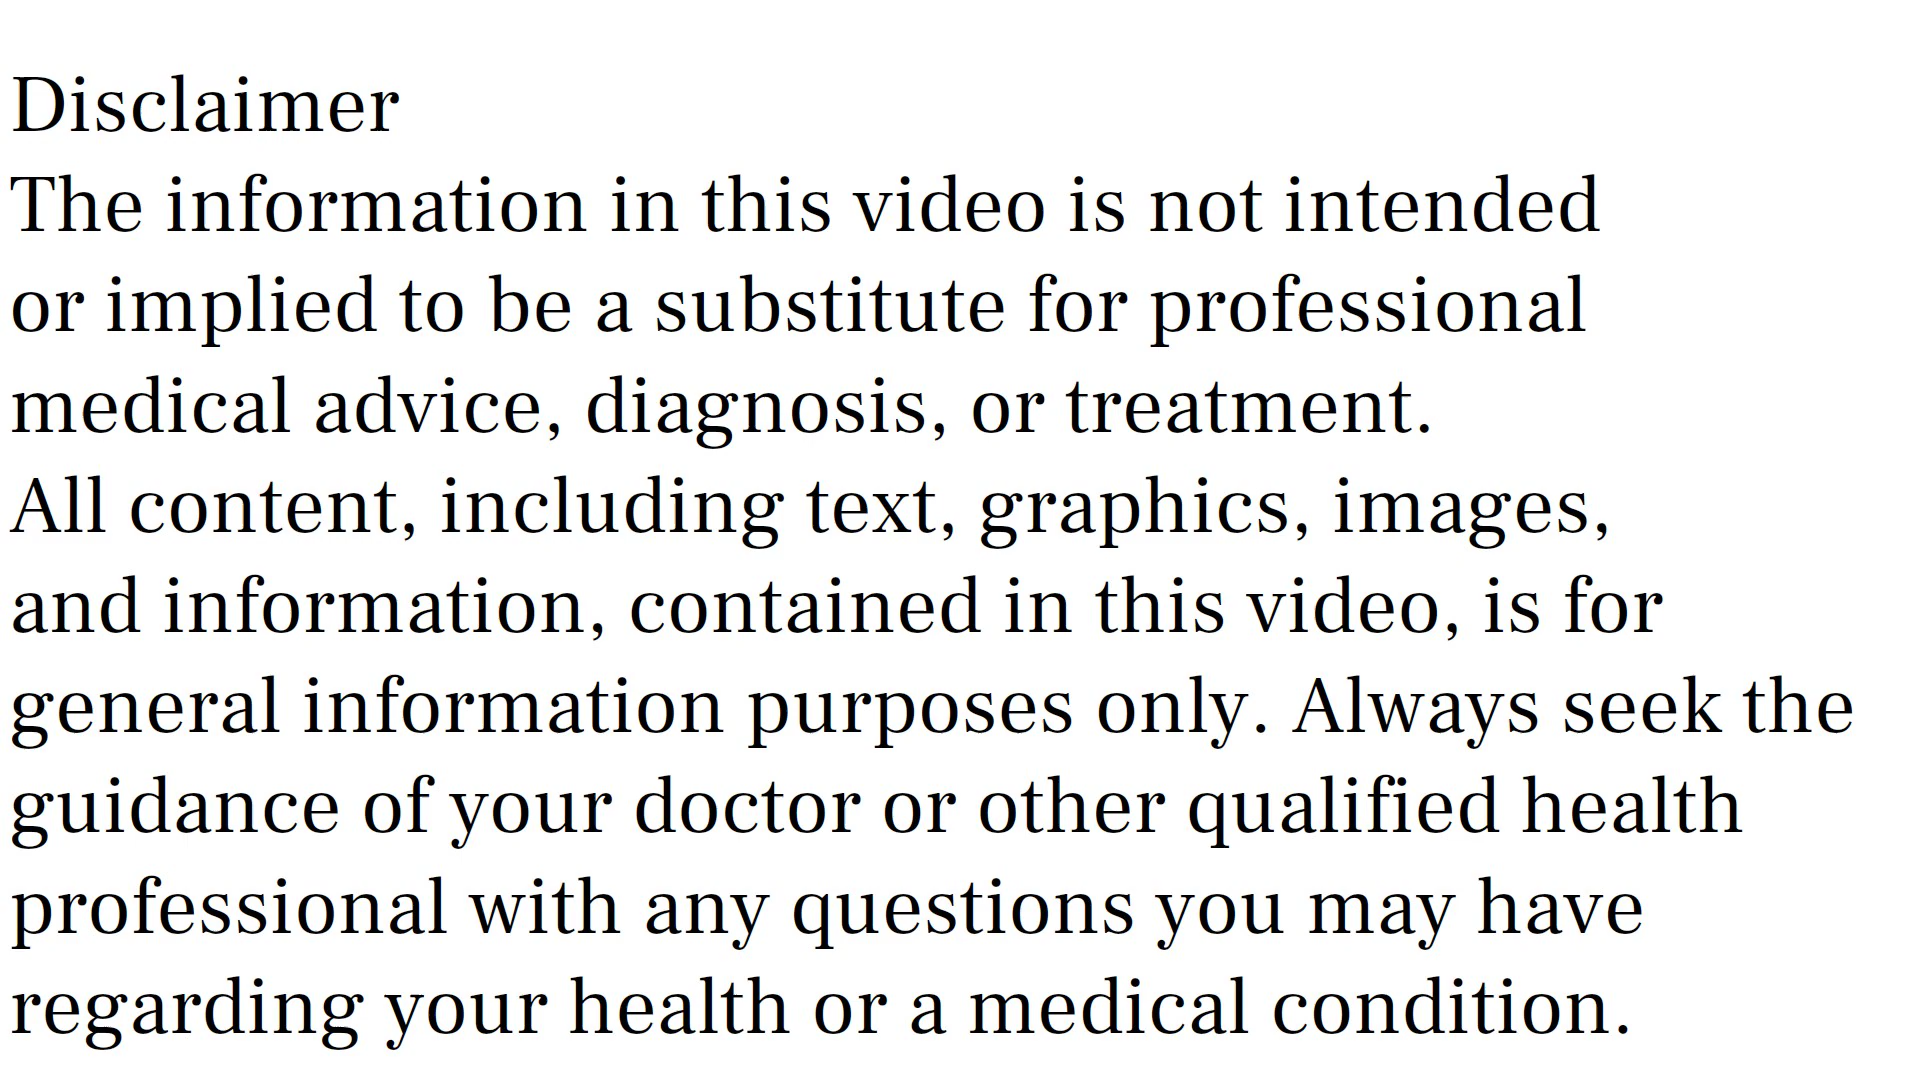 Disclaimer
The information in this video is not intended
or implied to be a substitute for professional
medical advice, diagnosis, or treatment.
All content, including text, graphics, images,
and information, contained in this video, is for
general information purposes only. Always seek the
guidance of your doctor or other qualified health
professional with any questions you may have
regarding your health or a medical condition.